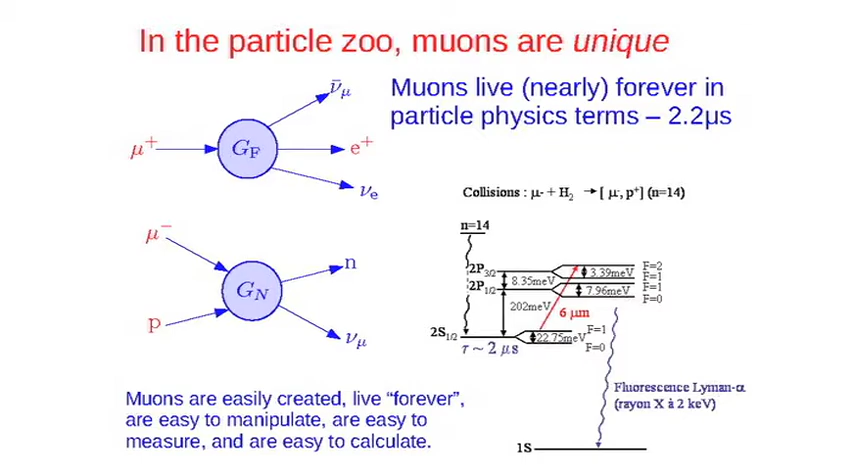 In the particle zoo, muons are unique
Muons live (nearly) forever in
particle physics terms – 2.2μs
μ⁺
G_F
ν̄_μ
e⁺
ν_e
μ⁻
p
G_N
n
ν_μ
Collisions : μ- + H₂ → [ μ⁻, p⁺] (n=14)
n=14
2P₃/₂
2P₁/₂
8.35meV
202meV
3.39meV
7.96meV
F=2
F=1
F=1
F=0
6 μm
2S₁/₂
22.75meV
F=1
F=0
τ ~ 2 μs
Fluorescence Lyman-α
(rayon X à 2 keV)
1S
Muons are easily created, live “forever”,
are easy to manipulate, are easy to
measure, and are easy to calculate.